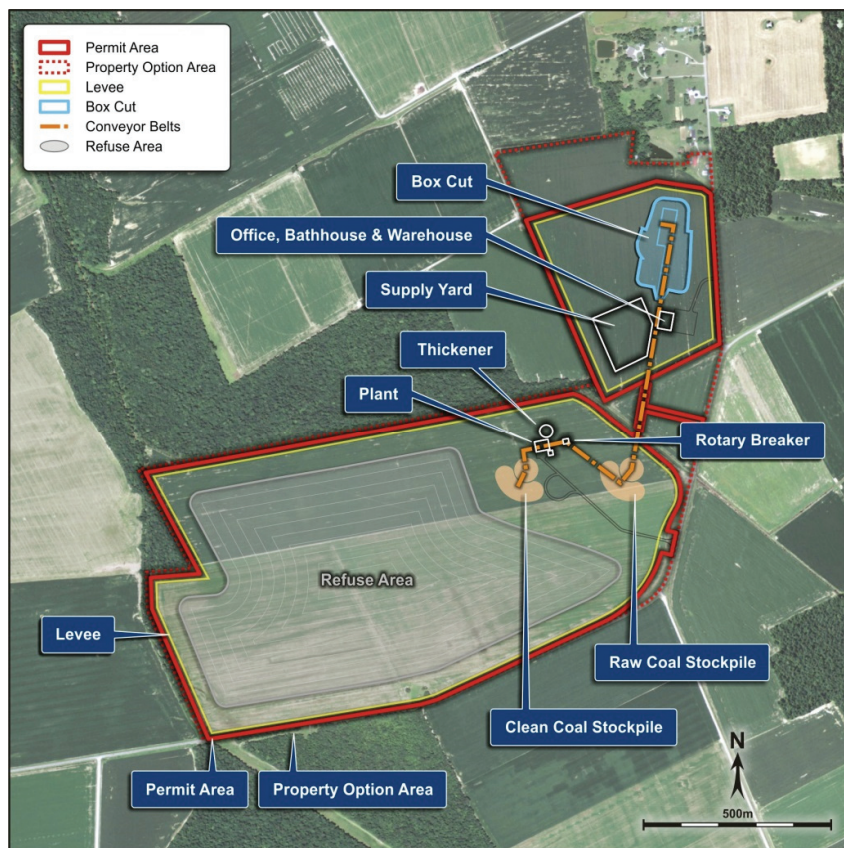 Permit Area
Property Option Area
Levee
Box Cut
Conveyor Belts
Refuse Area
Box Cut
Office, Bathhouse & Warehouse
Supply Yard
Thickener
Plant
Rotary Breaker
Refuse Area
Levee
Raw Coal Stockpile
Clean Coal Stockpile
Permit Area
Property Option Area
N
500m